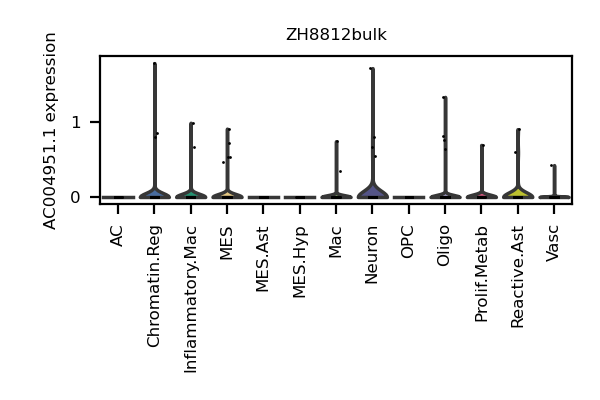 ZH8812bulk
AC004951.1 expression
1
0
AC
Chromatin.Reg
Inflammatory.Mac
MES
MES.Ast
MES.Hyp
Mac
Neuron
OPC
Oligo
Prolif.Metab
Reactive.Ast
Vasc